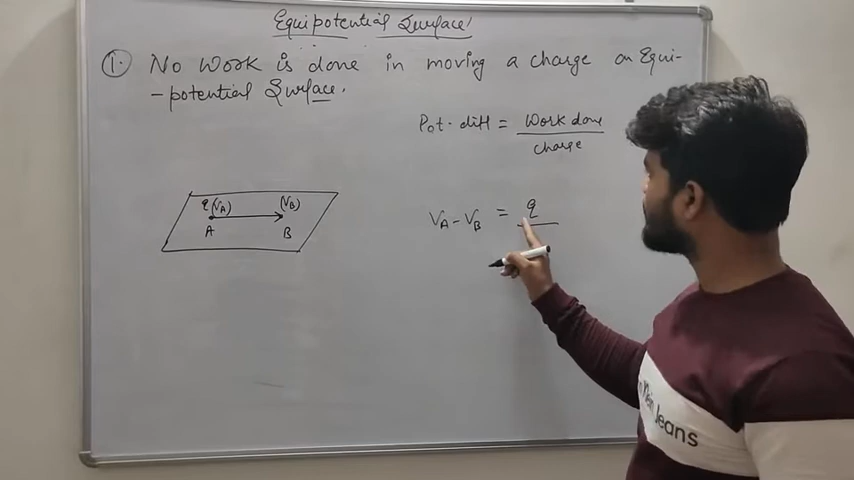 Equipotential Surface
1. No Work is done in moving a charge on Equi-
-potential Surface.
Pot. diff = Work done
charge
q(VA) (VB)
A B
VA - VB = q
Jeans